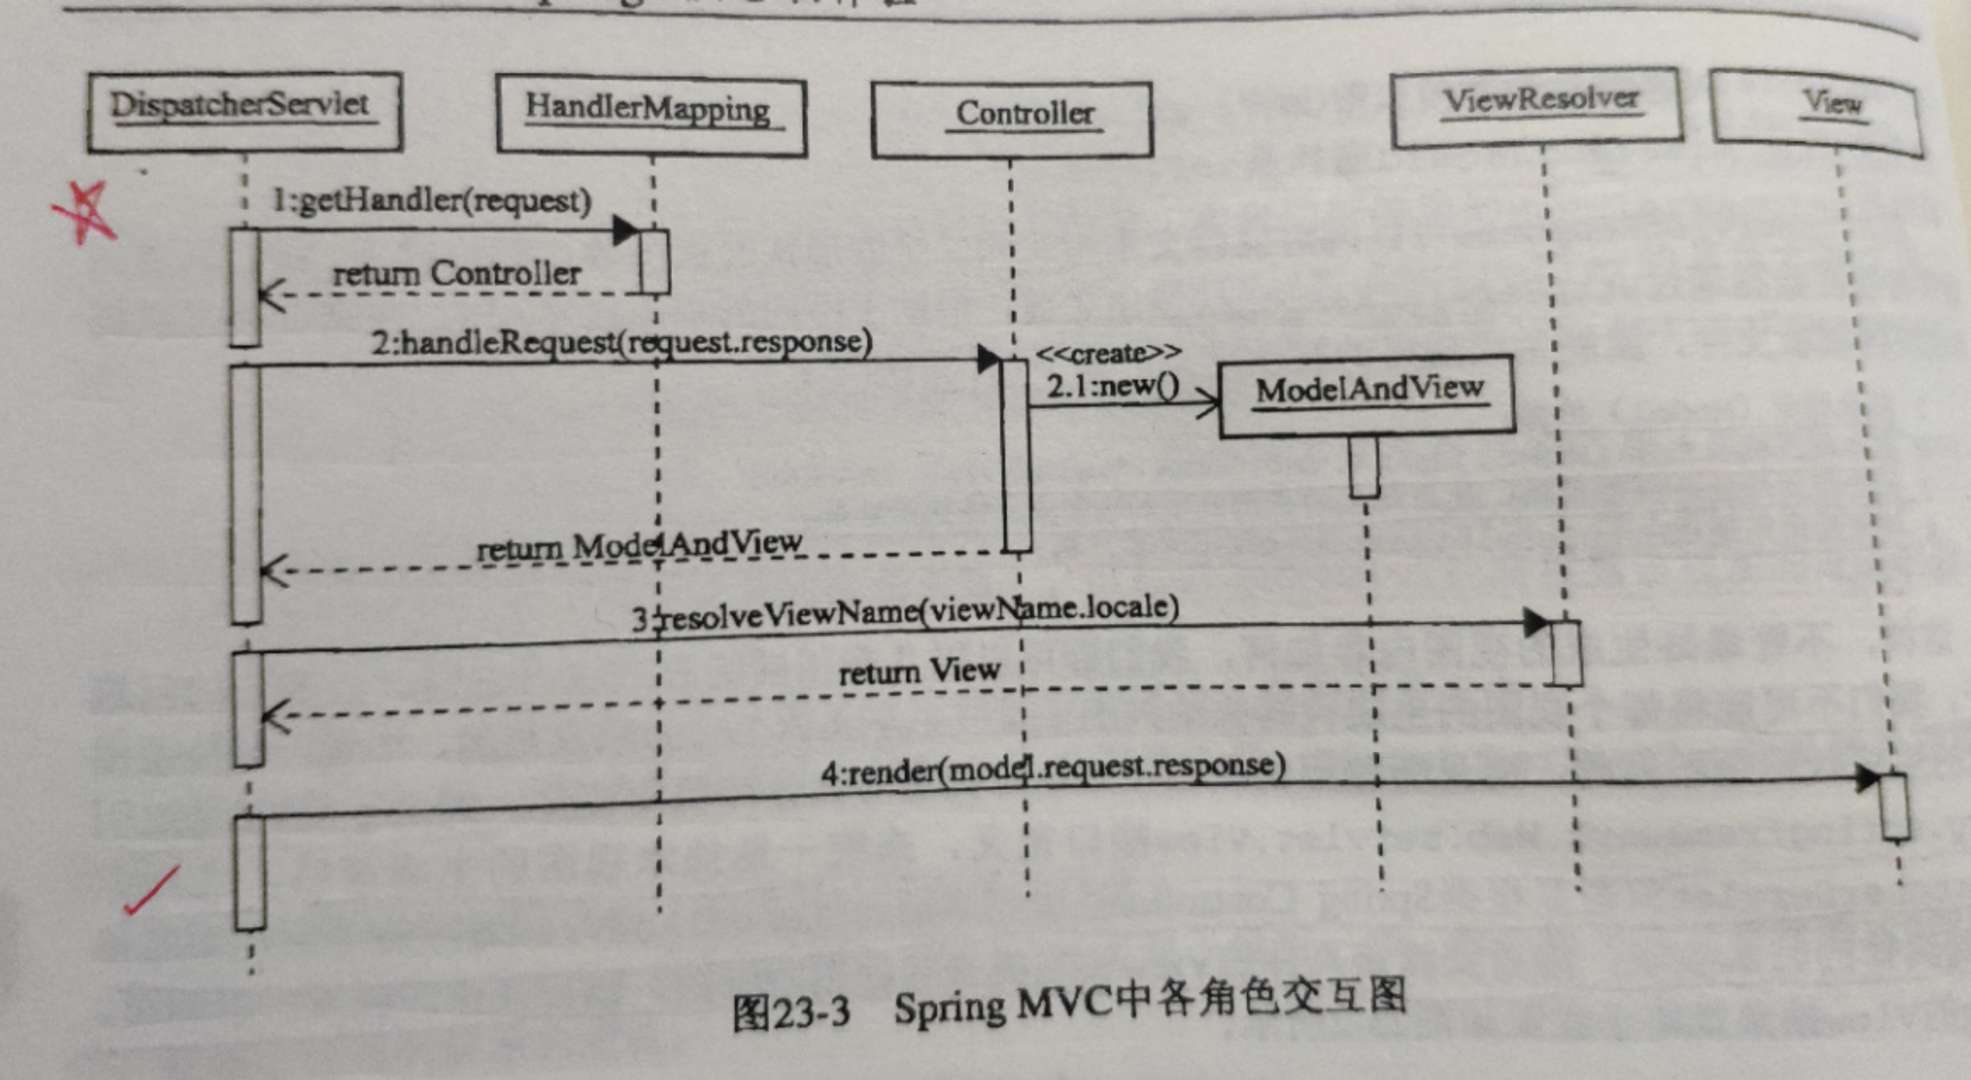 DispatcherServlet
HandlerMapping
Controller
ViewResolver
View
1:getHandler(request)
return Controller
2:handleRequest(request.response)
<<create>>
2.1:new()
ModelAndView
return ModelAndView
3:resolveViewName(viewName.locale)
return View
4:render(model.request.response)
图23-3 Spring MVC中各角色交互图